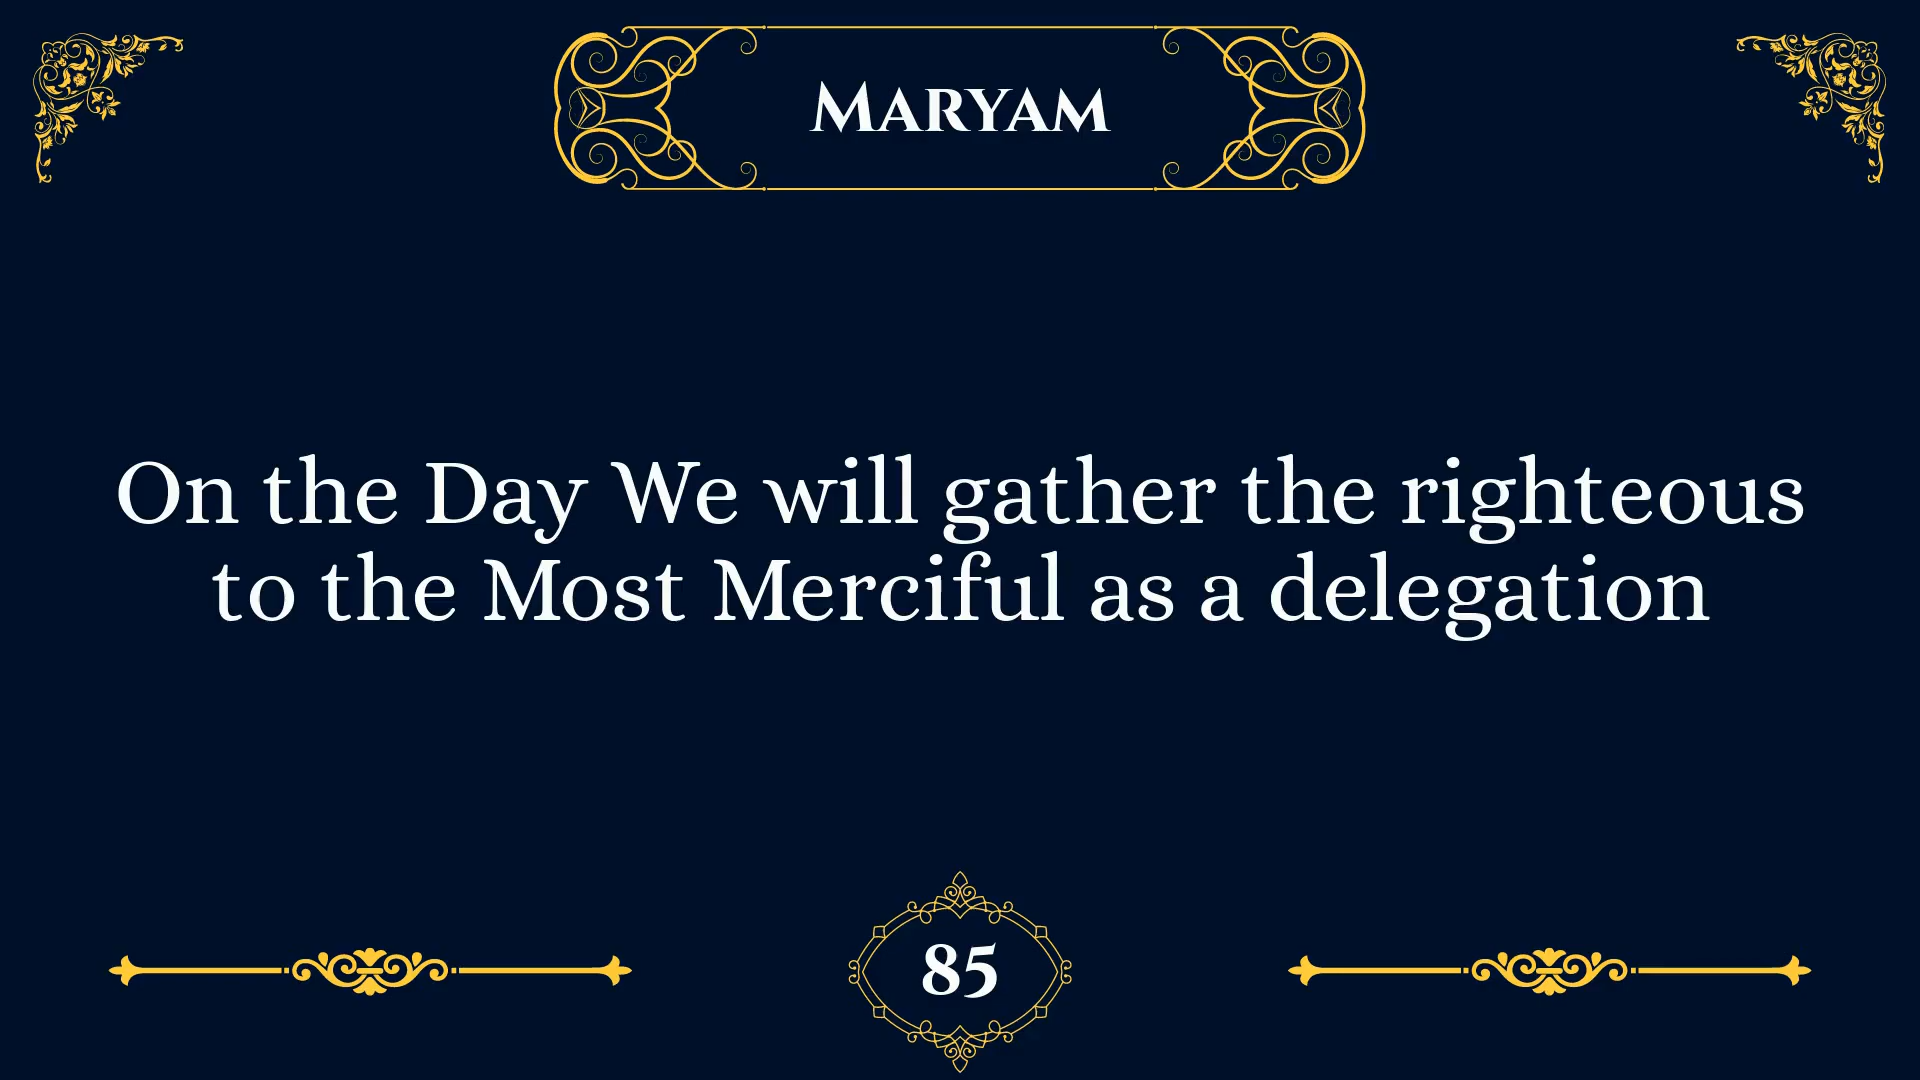 Maryam
On the Day We will gather the righteous
to the Most Merciful as a delegation
85